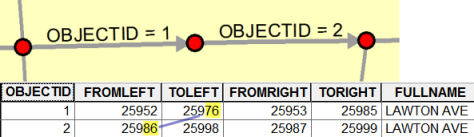 OBJECTID = 1
OBJECTID = 2
OBJECTID FROMLEFT TOLEFT FROMRIGHT TORIGHT FULLNAME
1 25952 25976 25953 25985 LAWTON AVE
2 25986 25998 25987 25999 LAWTON AVE